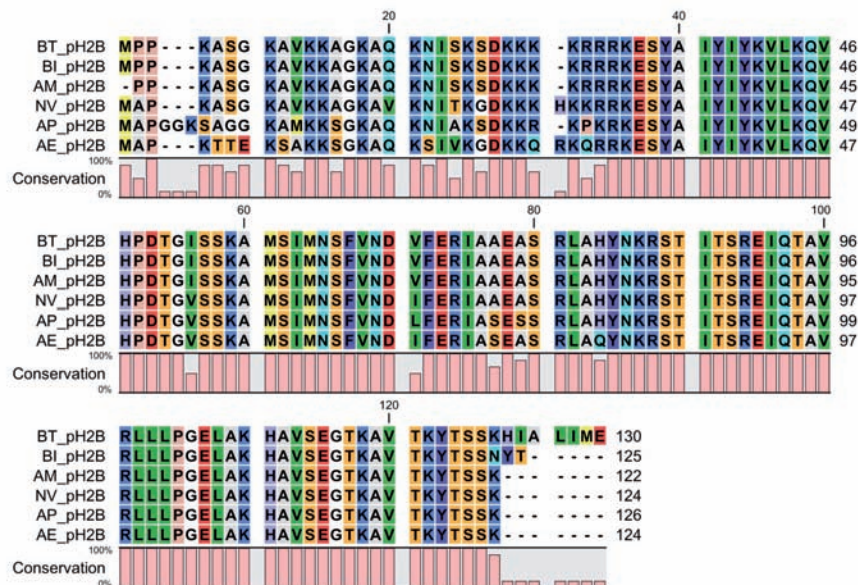 20 40
BT_pH2B MPP---KASG KAVKKAGKAQ KNISKSDKKK -KRRRKESYA IYIYKVLKQV 46
BI_pH2B MPP---KASG KAVKKAGKAQ KNISKSDKKK -KRRRKESYA IYIYKVLKQV 46
AM_pH2B -PP---KASG KAVKKAGKAQ KNISKSDKKK -KRRRKESYA IYIYKVLKQV 45
NV_pH2B MAP---KASG KAVKKAGKAV KNITKGDKKK HKKRRKESYA IYIYKVLKQV 47
AP_pH2B MAPGGKSAGG KAMKKSGKAQ KNIAKSDKKR -KPRRKESYA IYIYKVLKQV 49
AE_pH2B MAP---KTTE KSAKKSGKAQ KSIVKGDKKQ RKQRRKESYA IYIYKVLKQV 47
100%
Conservation
0%
60 80 100
BT_pH2B HPDTGISSKA MSIMNSFVND VFERIAAEAS RLAHYNKRST ITSREIQTAV 96
BI_pH2B HPDTGISSKA MSIMNSFVND VFERIAAEAS RLAHYNKRST ITSREIQTAV 96
AM_pH2B HPDTGISSKA MSIMNSFVND VFERIAAEAS RLAHYNKRST ITSREIQTAV 95
NV_pH2B HPDTGVSSKA MSIMNSFVND IFERIAAEAS RLAHYNKRST ITSREIQTAV 97
AP_pH2B HPDTGVSSKA MSIMNSFVND LFERIASESS RLAHYNKRST ITSREIQTAV 99
AE_pH2B HPDTGVSSKA MSIMNSFVND IFERIASEAS RLAQYNKRST ITSREIQTAV 97
100%
Conservation
0%
120
BT_pH2B RLLLPGELAK HAVSEGTKAV TKYTSSKHIA LIME 130
BI_pH2B RLLLPGELAK HAVSEGTKAV TKYTSSNYT- ---- 125
AM_pH2B RLLLPGELAK HAVSEGTKAV TKYTSSK--- ---- 122
NV_pH2B RLLLPGELAK HAVSEGTKAV TKYTSSK--- ---- 124
AP_pH2B RLLLPGELAK HAVSEGTKAV TKYTSSK--- ---- 126
AE_pH2B RLLLPGELAK HAVSEGTKAV TKYTSSK--- ---- 124
100%
Conservation
0%